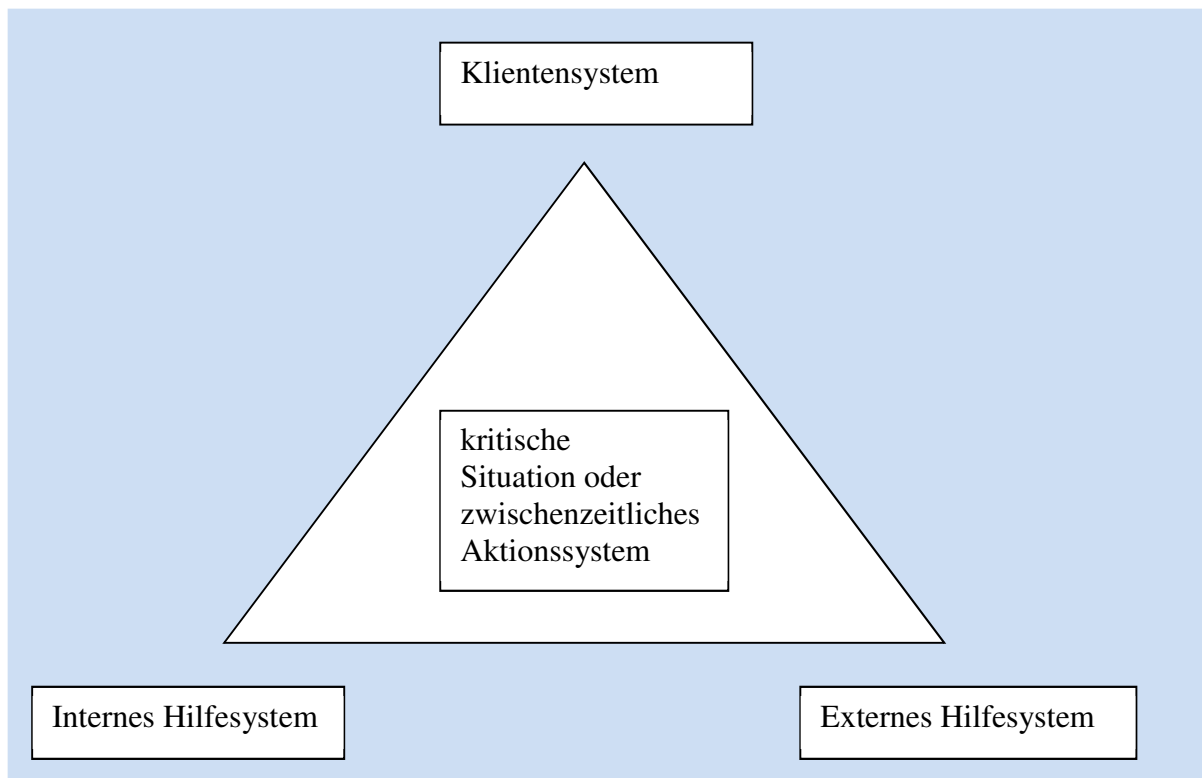 Klientensystem
kritische
Situation oder
zwischenzeitliches
Aktionssystem
Internes Hilfesystem
Externes Hilfesystem